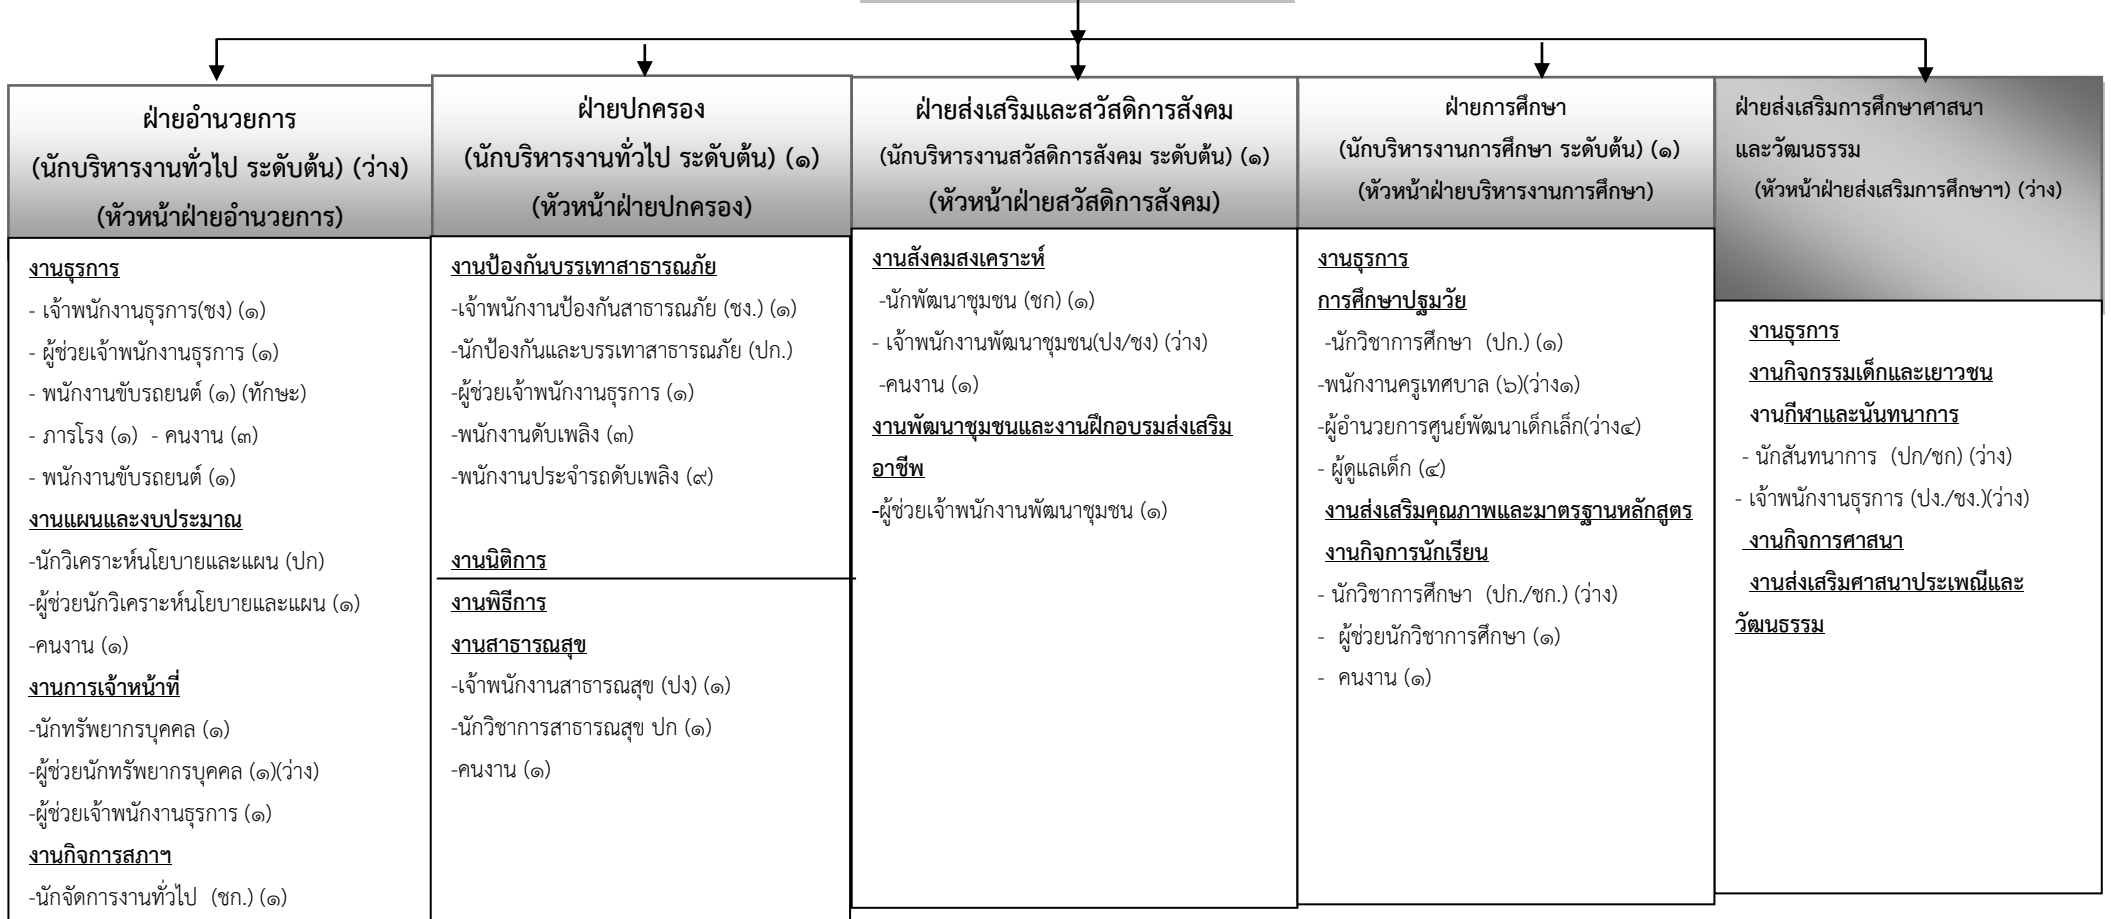 ฝ่ายอำนวยการ
(นักบริหารงานทั่วไป ระดับต้น) (ว่าง)
(หัวหน้าฝ่ายอำนวยการ)
งานธุรการ
- เจ้าพนักงานธุรการ(ชง) (๑)
- ผู้ช่วยเจ้าพนักงานธุรการ (๑)
- พนักงานขับรถยนต์ (๑) (ทักษะ)
- ภารโรง (๑) - คนงาน (๓)
- พนักงานขับรถยนต์ (๑)
งานแผนและงบประมาณ
-นักวิเคราะห์นโยบายและแผน (ปก)
-ผู้ช่วยนักวิเคราะห์นโยบายและแผน (๑)
-คนงาน (๑)
งานการเจ้าหน้าที่
-นักทรัพยากรบุคคล (๑)
-ผู้ช่วยนักทรัพยากรบุคคล (๑)(ว่าง)
-ผู้ช่วยเจ้าพนักงานธุรการ (๑)
งานกิจการสภาฯ
-นักจัดการงานทั่วไป (ชก.) (๑)
ฝ่ายปกครอง
(นักบริหารงานทั่วไป ระดับต้น) (๑)
(หัวหน้าฝ่ายปกครอง)
งานป้องกันบรรเทาสาธารณภัย
-เจ้าพนักงานป้องกันสาธารณภัย (ชง.) (๑)
-นักป้องกันและบรรเทาสาธารณภัย (ปก.)
-ผู้ช่วยเจ้าพนักงานธุรการ (๑)
-พนักงานดับเพลิง (๓)
-พนักงานประจำรถดับเพลิง (๙)
งานนิติการ
งานพิธีการ
งานสาธารณสุข
-เจ้าพนักงานสาธารณสุข (ปง) (๑)
-นักวิชาการสาธารณสุข ปก (๑)
-คนงาน (๑)
ฝ่ายส่งเสริมและสวัสดิการสังคม
(นักบริหารงานสวัสดิการสังคม ระดับต้น) (๑)
(หัวหน้าฝ่ายสวัสดิการสังคม)
งานสังคมสงเคราะห์
-นักพัฒนาชุมชน (ชก) (๑)
- เจ้าพนักงานพัฒนาชุมชน(ปง/ชง) (ว่าง)
-คนงาน (๑)
งานพัฒนาชุมชนและงานฝึกอบรมส่งเสริม
อาชีพ
-ผู้ช่วยเจ้าพนักงานพัฒนาชุมชน (๑)
ฝ่ายการศึกษา
(นักบริหารงานการศึกษา ระดับต้น) (๑)
(หัวหน้าฝ่ายบริหารงานการศึกษา)
งานธุรการ
การศึกษาปฐมวัย
-นักวิชาการศึกษา (ปก.) (๑)
-พนักงานครูเทศบาล (๖)(ว่าง๑)
-ผู้อำนวยการศูนย์พัฒนาเด็กเล็ก(ว่าง๔)
- ผู้ดูแลเด็ก (๔)
งานส่งเสริมคุณภาพและมาตรฐานหลักสูตร
งานกิจการนักเรียน
- นักวิชาการศึกษา (ปก./ชก.) (ว่าง)
- ผู้ช่วยนักวิชาการศึกษา (๑)
- คนงาน (๑)
ฝ่ายส่งเสริมการศึกษาศาสนา
และวัฒนธรรม
(หัวหน้าฝ่ายส่งเสริมการศึกษาฯ) (ว่าง)
งานธุรการ
งานกิจกรรมเด็กและเยาวชน
งานกีฬาและนันทนาการ
- นักสันทนาการ (ปก/ชก) (ว่าง)
- เจ้าพนักงานธุรการ (ปง./ชง.)(ว่าง)
งานกิจการศาสนา
งานส่งเสริมศาสนาประเพณีและ
วัฒนธรรม